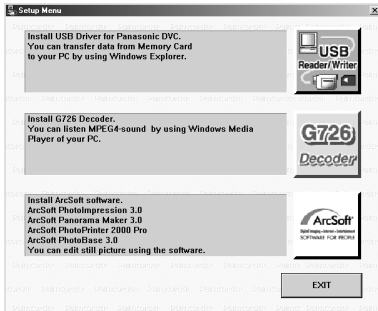 Setup Menu
Install USB Driver for Panasonic DVC.
You can transfer data from Memory Card
to your PC by using Windows Explorer.
USB
Reader/Writer
Install G726 Decoder.
You can listen MPEG4-sound by using Windows Media
Player of your PC.
G726
Decoder
Install ArcSoft software.
ArcSoft PhotoImpression 3.0
ArcSoft Panorama Maker 3.0
ArcSoft PhotoPrinter 2000 Pro
ArcSoft PhotoBase 3.0
You can edit still picture using the software.
ArcSoft
SOFTWARE FOR PEOPLE
EXIT